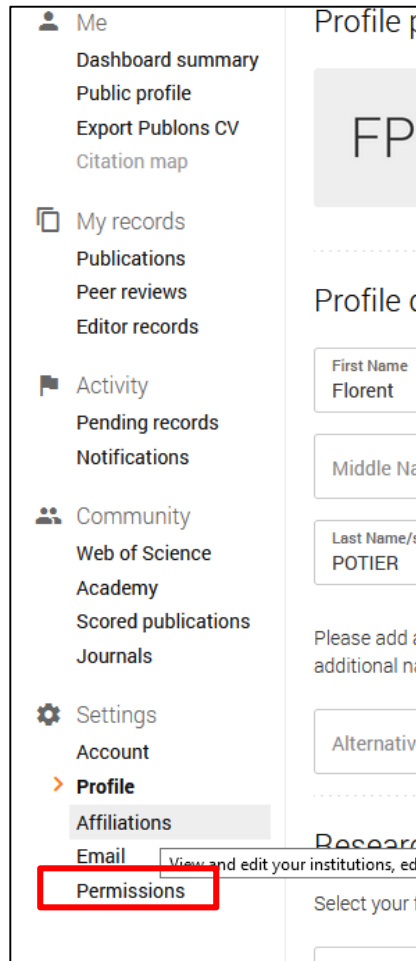 Me
Dashboard summary
Public profile
Export Publons CV
Citation map
My records
Publications
Peer reviews
Editor records
Activity
Pending records
Notifications
Community
Web of Science
Academy
Scored publications
Journals
Settings
Account
Profile
Affiliations
Email
View and edit your institutions, ed
Permissions
Profile p
FP
Profile
First Name
Florent
Middle Na
Last Name/s
POTIER
Please add a
additional na
Alternativ
Researc
Select your f